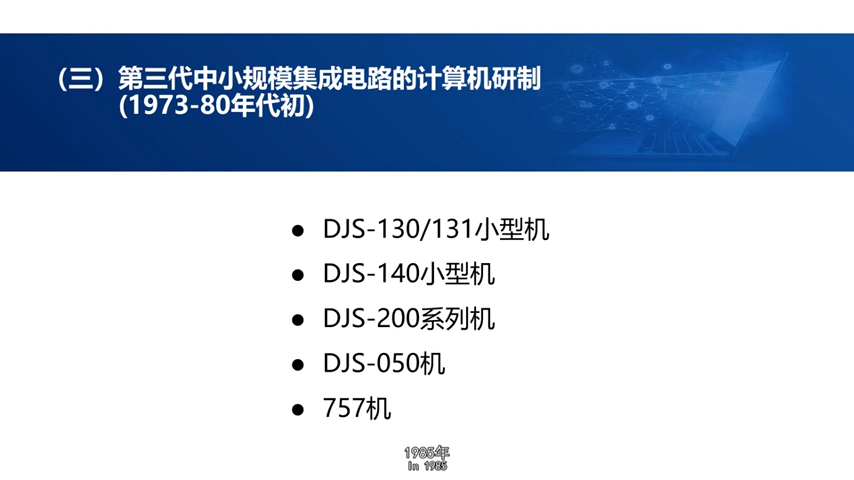 （三）第三代中小规模集成电路的计算机研制
(1973-80年代初)
● DJS-130/131小型机
● DJS-140小型机
● DJS-200系列机
● DJS-050机
● 757机
1985年
In 1985